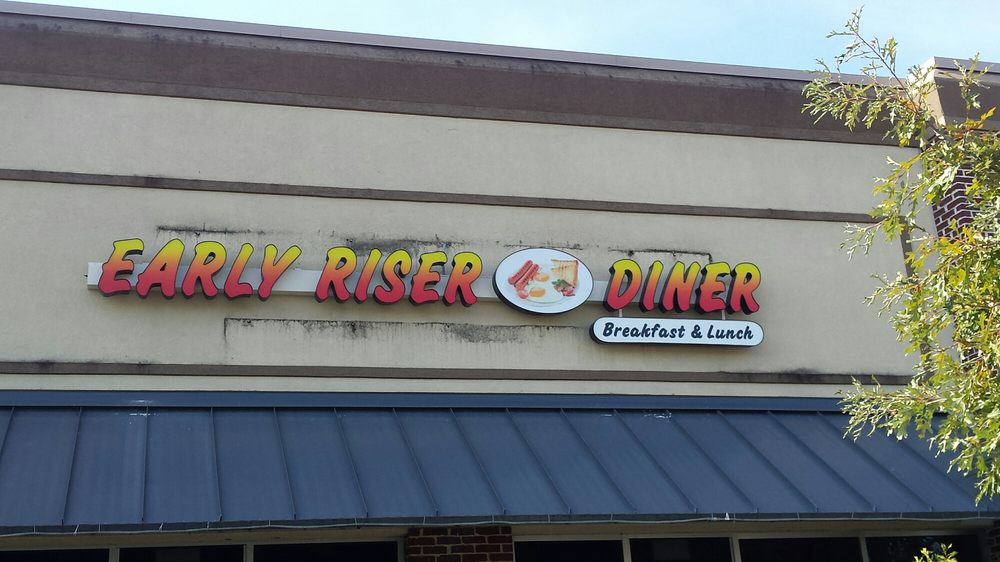 EARLY RISER DINER
Breakfast & Lunch